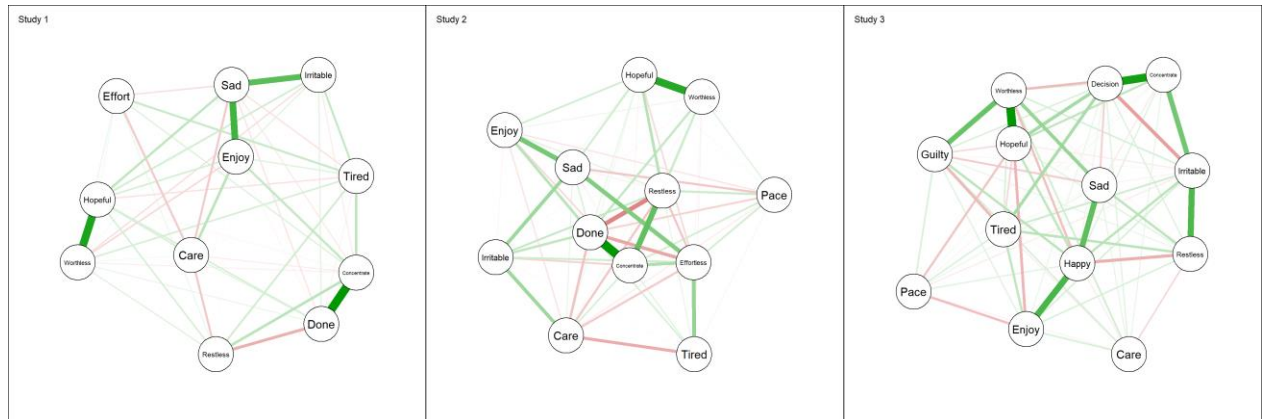 Study 1
Irritable
Sad
Effort
Enjoy
Tired
Hopeful
Care
Worthless
Concentrate
Done
Restless
Study 2
Hopeful
Worthless
Enjoy
Sad
Restless
Pace
Done
Irritable
Concentrate
Effortless
Care
Tired
Study 3
Concentrate
Decision
Worthless
Hopeful
Guilty
Irritable
Sad
Tired
Restless
Happy
Pace
Enjoy
Care